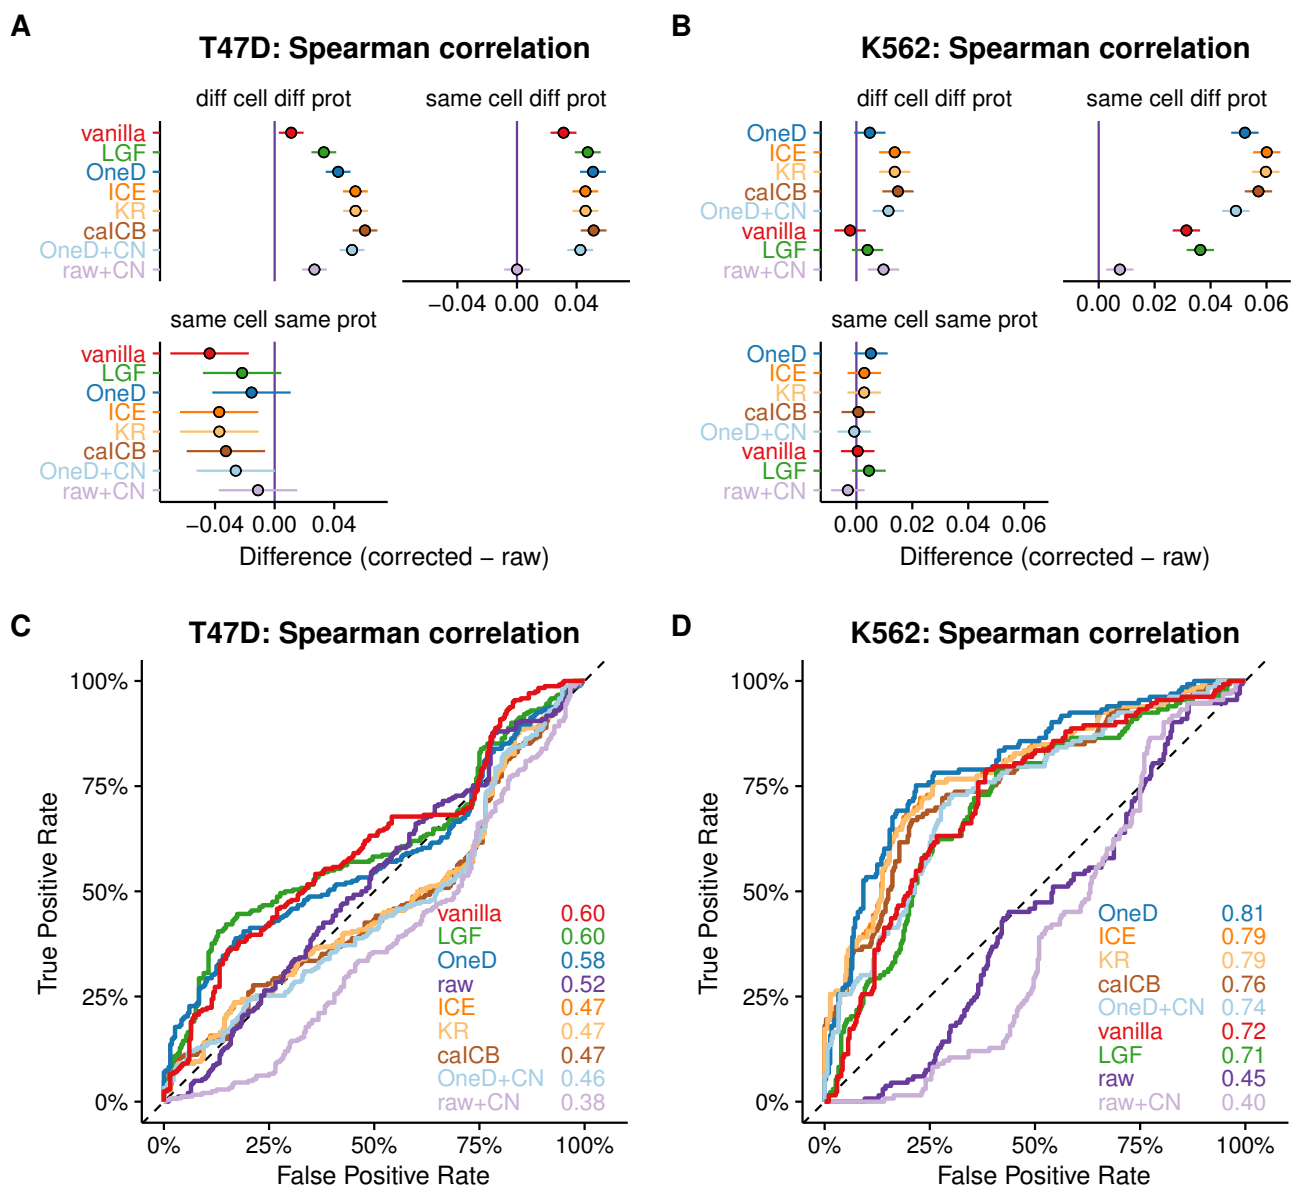 A
T47D: Spearman correlation
diff cell diff prot
same cell diff prot
vanilla
LGF
OneD
ICE
KR
caICB
OneD+CN
raw+CN
−0.04 0.00 0.04
same cell same prot
vanilla
LGF
OneD
ICE
KR
caICB
OneD+CN
raw+CN
−0.04 0.00 0.04
Difference (corrected − raw)
B
K562: Spearman correlation
diff cell diff prot
same cell diff prot
OneD
ICE
KR
caICB
OneD+CN
vanilla
LGF
raw+CN
0.00 0.02 0.04 0.06
same cell same prot
OneD
ICE
KR
caICB
OneD+CN
vanilla
LGF
raw+CN
0.00 0.02 0.04 0.06
Difference (corrected − raw)
C
T47D: Spearman correlation
True Positive Rate
100%
75%
50%
25%
0%
vanilla 0.60
LGF 0.60
OneD 0.58
raw 0.52
ICE 0.47
KR 0.47
caICB 0.47
OneD+CN 0.46
raw+CN 0.38
0% 25% 50% 75% 100%
False Positive Rate
D
K562: Spearman correlation
True Positive Rate
100%
75%
50%
25%
0%
OneD 0.81
ICE 0.79
KR 0.79
caICB 0.76
OneD+CN 0.74
vanilla 0.72
LGF 0.71
raw 0.45
raw+CN 0.40
0% 25% 50% 75% 100%
False Positive Rate